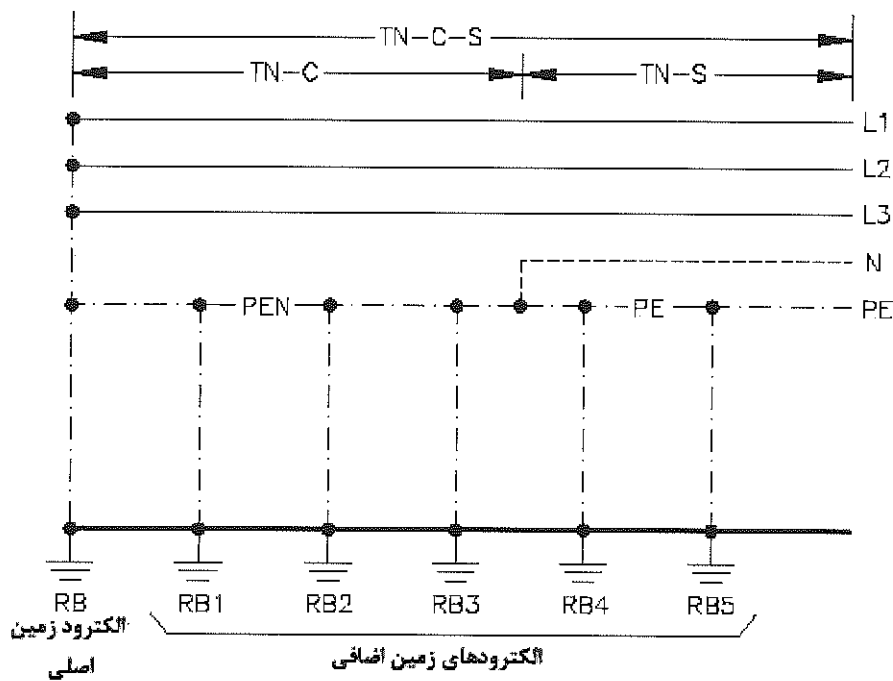 TN-C-S
TN-C TN-S
L1
L2
L3
N
PEN PE PE
RB RB1 RB2 RB3 RB4 RB5
الکترود زمین
اصلی
الکترودهای زمین اضافی